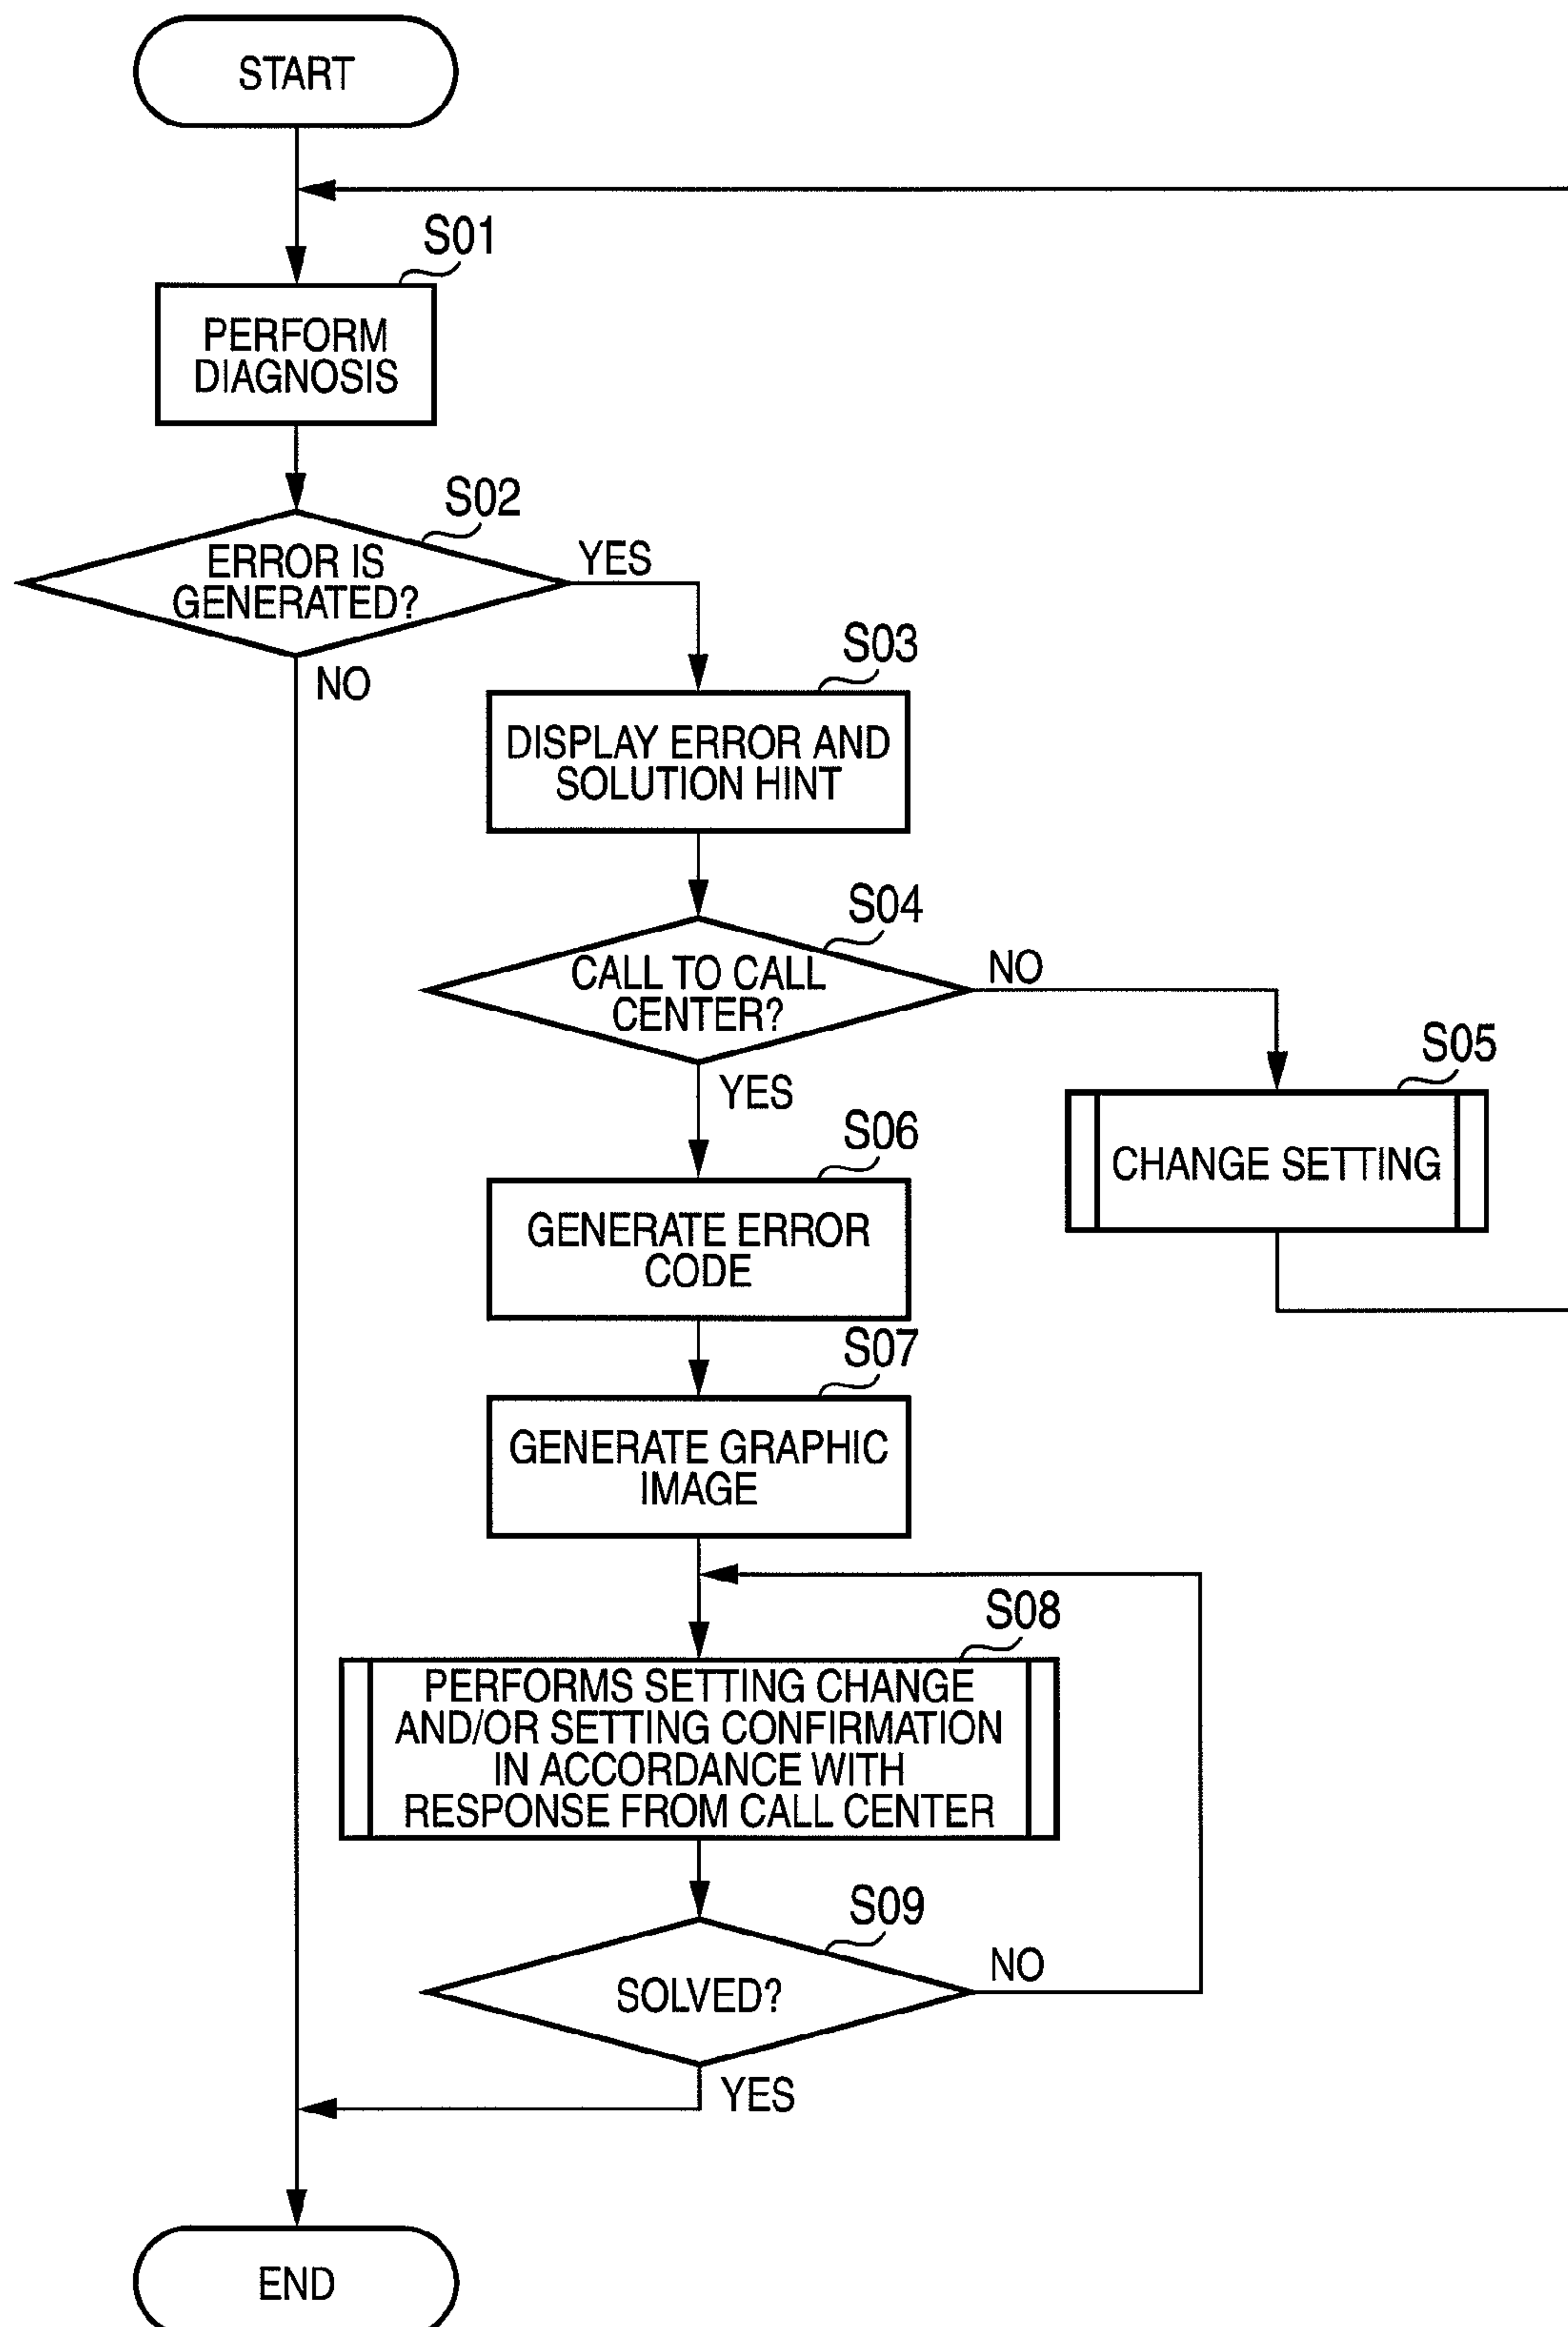 START
S01
PERFORM
DIAGNOSIS
S02
ERROR IS
GENERATED?
YES
NO
S03
DISPLAY ERROR AND
SOLUTION HINT
S04
CALL TO CALL
CENTER?
NO
YES
S05
CHANGE SETTING
S06
GENERATE ERROR
CODE
S07
GENERATE GRAPHIC
IMAGE
S08
PERFORMS SETTING CHANGE
AND/OR SETTING CONFIRMATION
IN ACCORDANCE WITH
RESPONSE FROM CALL CENTER
S09
SOLVED?
NO
YES
END